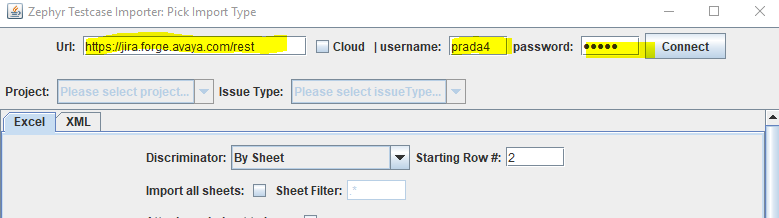 Zephyr Testcase Importer: Pick Import Type
Url: https://jira.forge.avaya.com/rest Cloud | username: prada4 password: ●●●●● Connect
Project: Please select project... Issue Type: Please select issueType...
Excel XML
Discriminator: By Sheet Starting Row #: 2
Import all sheets: Sheet Filter: .*